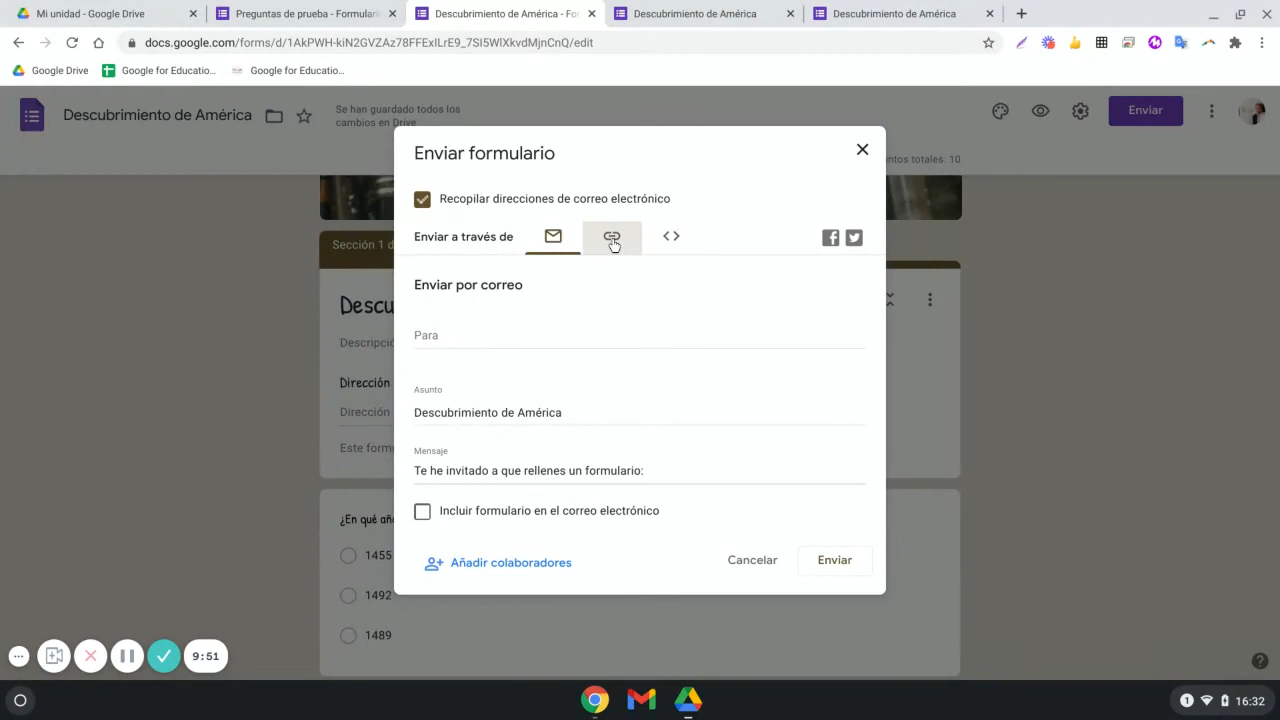 Mi unidad - Google Drive
Preguntas de prueba - Formulari
Descubrimiento de América - Fo
Descubrimiento de América
Descubrimiento de América
docs.google.com/forms/d/1AkPWH-kiN2GVZAz78FFExILrE9_7SI5WlXkvdMjnCnQ/edit
Google Drive
Google for Educatio...
Google for Educatio...
Descubrimiento de América
Se han guardado todos los
cambios en Drive
Enviar
ntos totales: 10
Enviar formulario
Recopilar direcciones de correo electrónico
Enviar a través de
Sección 1 d
Enviar por correo
Descu
Para
Descripció
Dirección
Asunto
Dirección
Descubrimiento de América
Este form
Mensaje
Te he invitado a que rellenes un formulario:
Incluir formulario en el correo electrónico
¿En qué añ
1455
Añadir colaboradores
Cancelar
Enviar
1492
1489
9:51
1
16:32